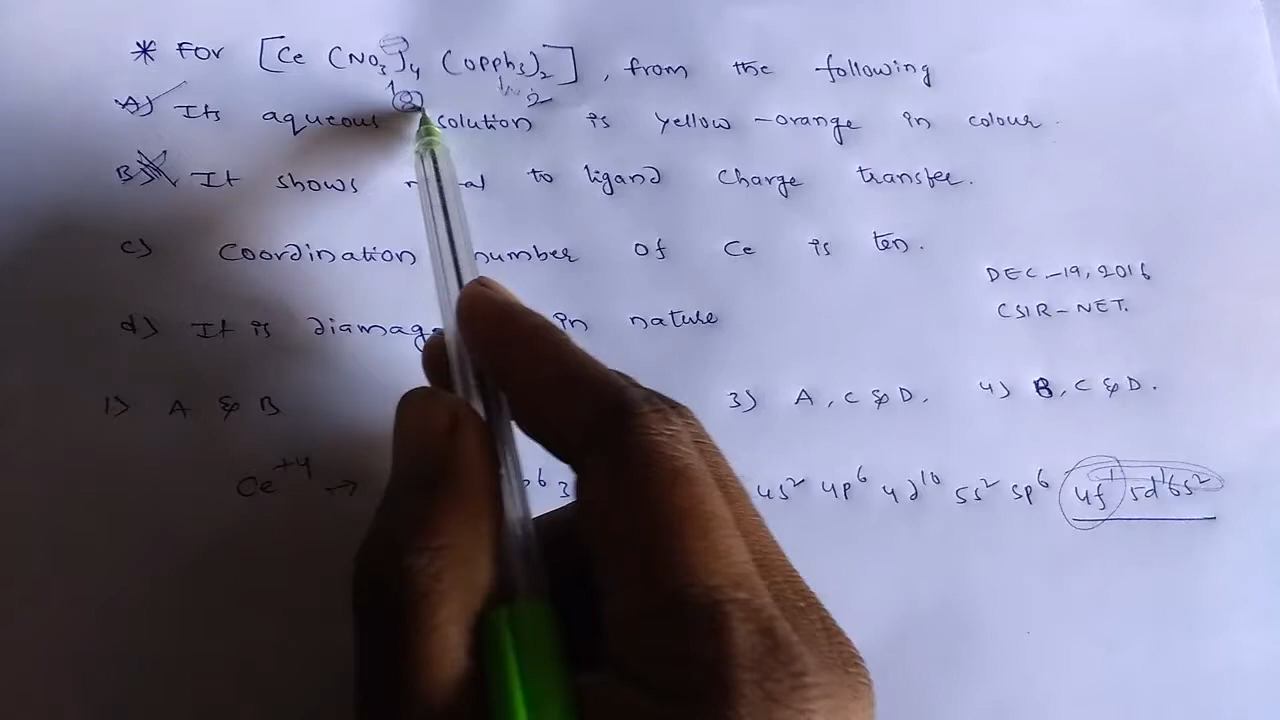 * For [Ce (NO3⊖)4 (OPPh3)2], from the following
A) Its aqueous solution is yellow-orange in colour.
B) It shows to ligand charge transfer.
c) Coordination number of Ce is ten.
d) It is in nature
DEC-19, 2016
CSIR-NET.
1) A & B 3) A, C & D. 4) B, C & D.
Ce+4 → 4s2 4p6 4d10 5s2 5p6 4f1 5d1 6s2